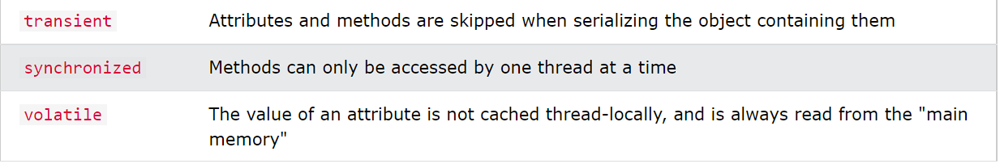 transient Attributes and methods are skipped when serializing the object containing them
synchronized Methods can only be accessed by one thread at a time
volatile The value of an attribute is not cached thread-locally, and is always read from the "main
memory"